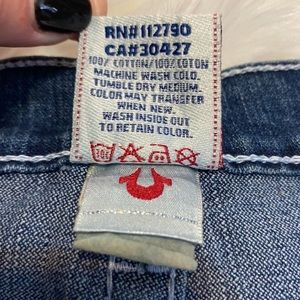 RN#112790
CA#30427
100% COTTON/100% COTON
MACHINE WASH COLD.
TUMBLE DRY MEDIUM.
COLOR MAY TRANSFER
WHEN NEW.
WASH INSIDE OUT
TO RETAIN COLOR.